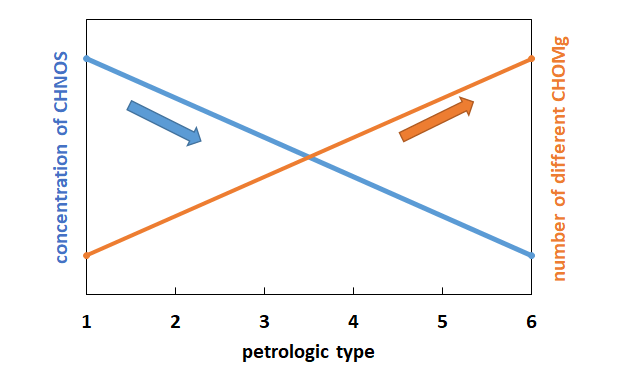 concentration of CHNOS
number of different CHOMg
1 2 3 4 5 6
petrologic type